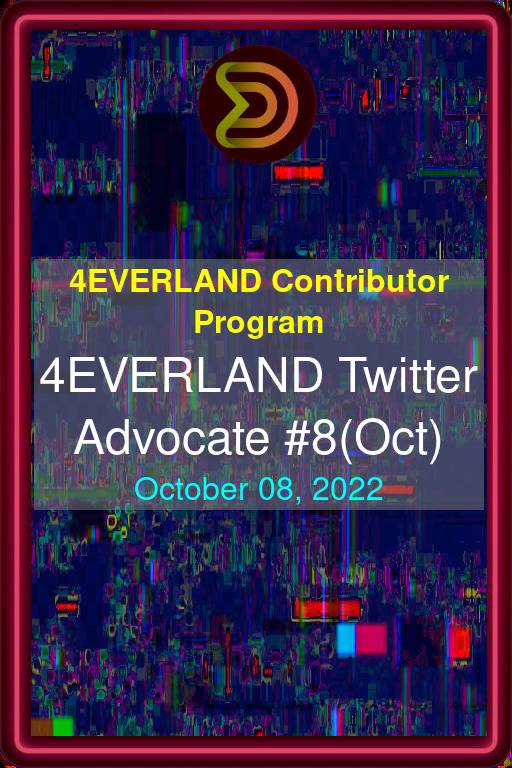 4EVERLAND Contributor
Program
4EVERLAND Twitter
Advocate #8(Oct)
October 08, 2022